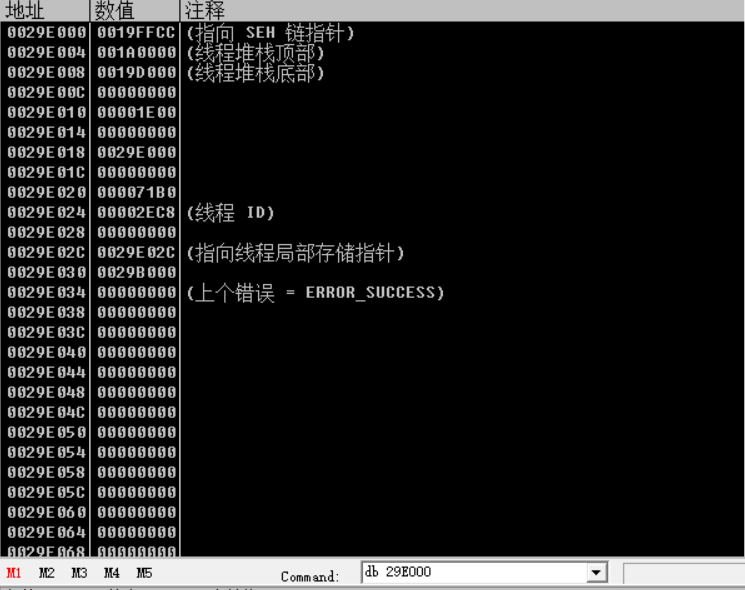 地址 数值 注释
0029E000 0019FFCC (指向 SEH 链指针)
0029E004 001A0000 (线程堆栈顶部)
0029E008 0019D000 (线程堆栈底部)
0029E00C 00000000
0029E010 00001E00
0029E014 00000000
0029E018 0029E000
0029E01C 00000000
0029E020 000071B0
0029E024 00002EC8 (线程 ID)
0029E028 00000000
0029E02C 0029E02C (指向线程局部存储指针)
0029E030 0029B000
0029E034 00000000 (上个错误 = ERROR_SUCCESS)
0029E038 00000000
0029E03C 00000000
0029E040 00000000
0029E044 00000000
0029E048 00000000
0029E04C 00000000
0029E050 00000000
0029E054 00000000
0029E058 00000000
0029E05C 00000000
0029E060 00000000
0029E064 00000000
0029E068 00000000
M1 M2 M3 M4 M5 Command: db 29E000